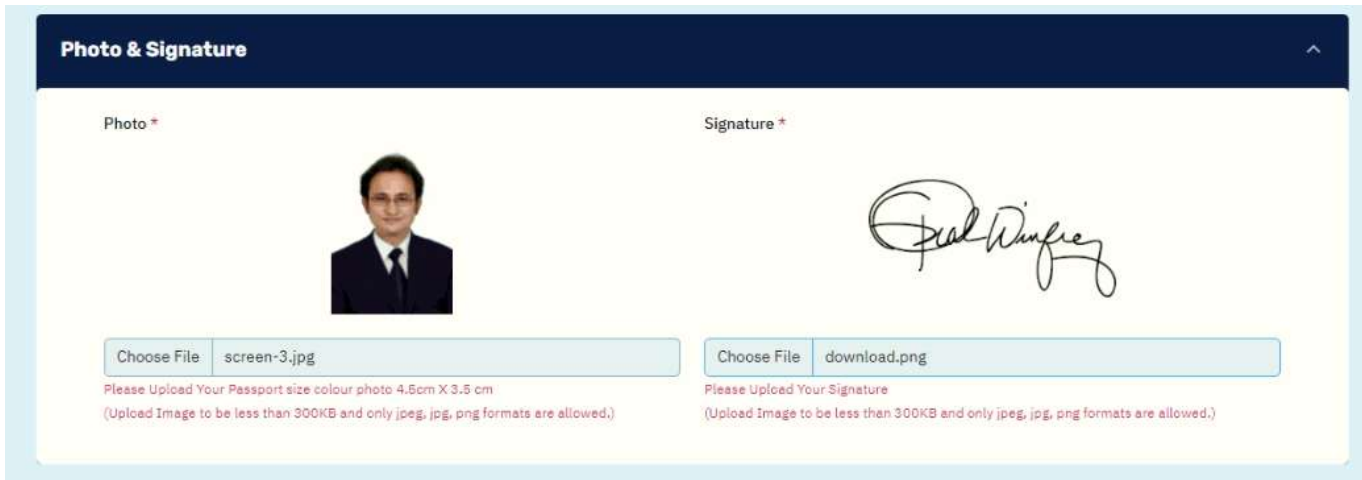 Photo & Signature
Photo *
Signature *
Winfrey
Choose File screen-3.jpg
Choose File download.png
Please Upload Your Passport size colour photo 4.5cm X 3.5 cm
(Upload Image to be less than 300KB and only jpeg, jpg, png formats are allowed.)
Please Upload Your Signature
(Upload Image to be less than 300KB and only jpeg, jpg, png formats are allowed.)